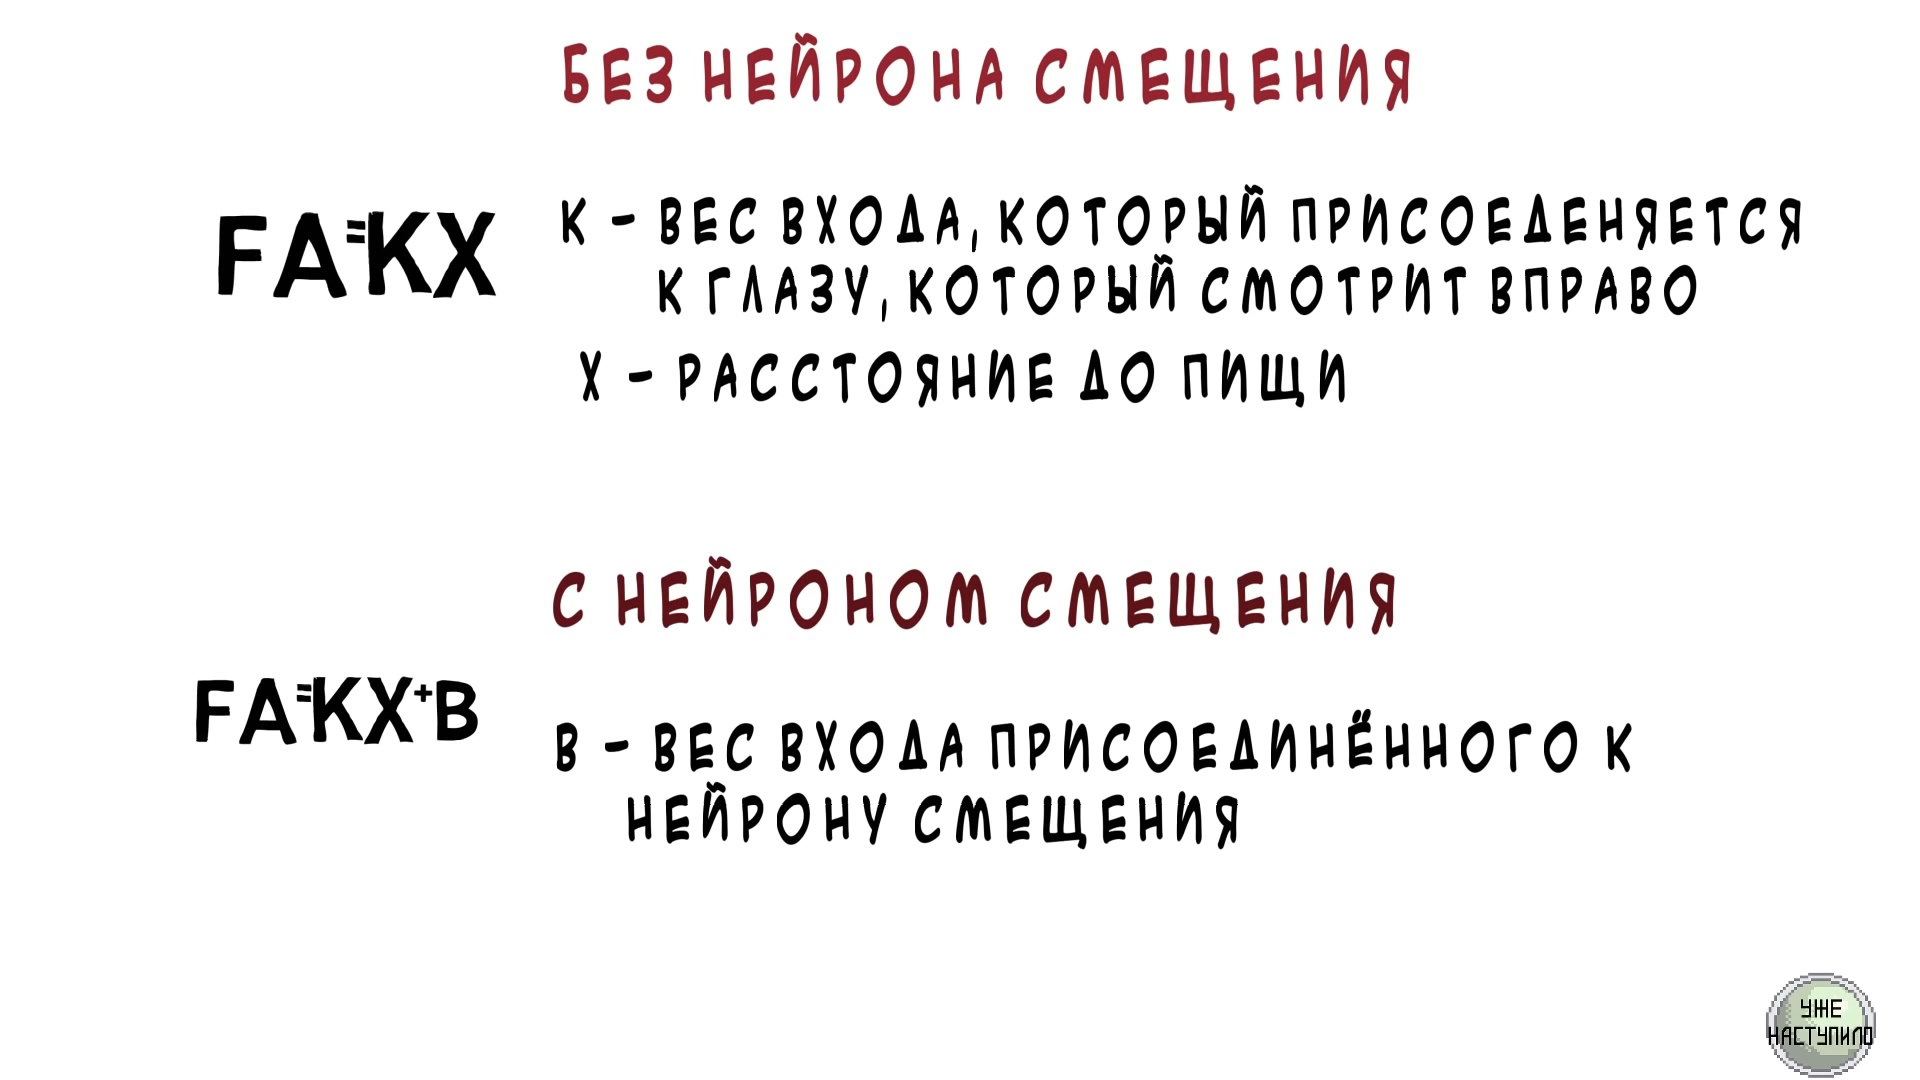 БЕЗ НЕЙРОНА СМЕЩЕНИЯ
FA=KX
К - ВЕС ВХОДА, КОТОРЫЙ ПРИСОЕДЕНЯЕТСЯ
К ГЛАЗУ, КОТОРЫЙ СМОТРИТ ВПРАВО
Х - РАССТОЯНИЕ ДО ПИЩИ
С НЕЙРОНОМ СМЕЩЕНИЯ
FA=KX+B
В - ВЕС ВХОДА ПРИСОЕДИНЁННОГО К
НЕЙРОНУ СМЕЩЕНИЯ
УЖЕ
НАСТУПИЛО